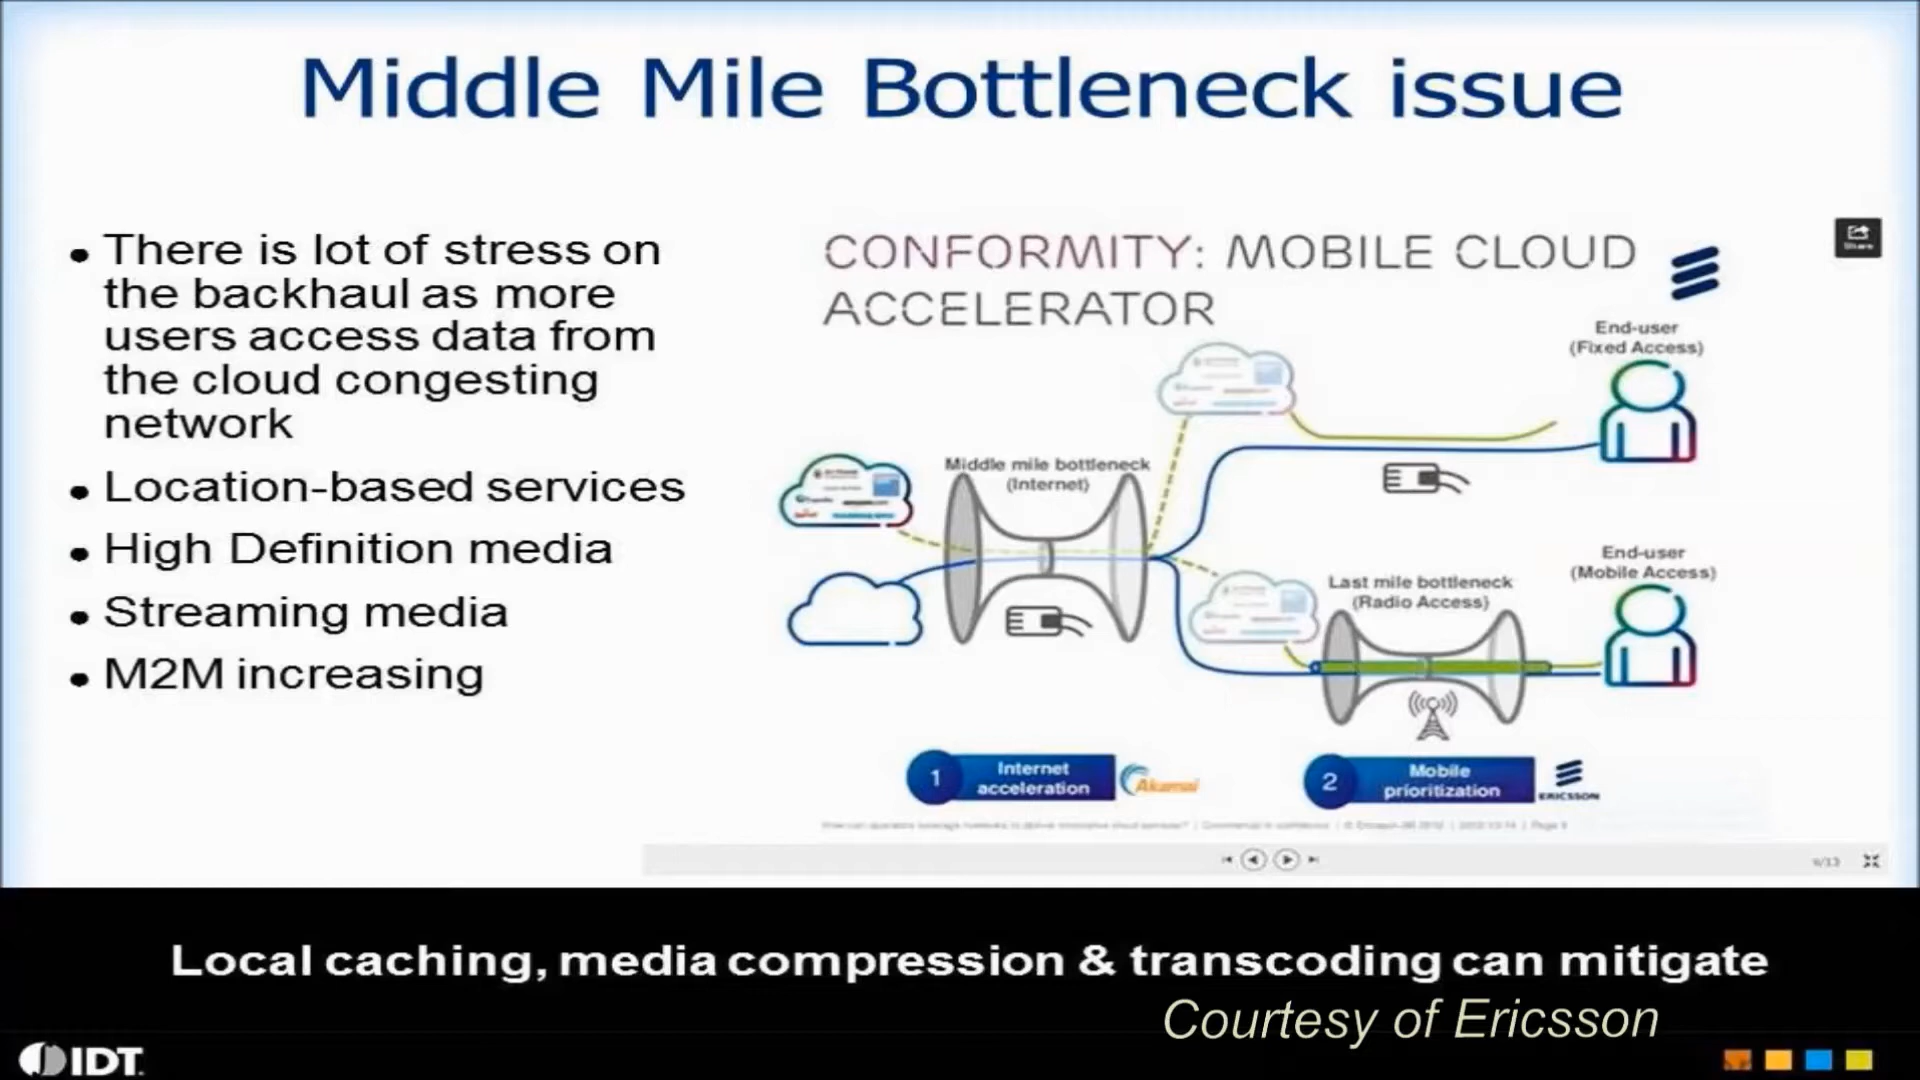 Middle Mile Bottleneck issue
• There is lot of stress on
the backhaul as more
users access data from
the cloud congesting
network
• Location-based services
• High Definition media
• Streaming media
• M2M increasing
CONFORMITY: MOBILE CLOUD
ACCELERATOR
Share
End-user
(Fixed Access)
Middle mile bottleneck
(Internet)
End-user
(Mobile Access)
Last mile bottleneck
(Radio Access)
1
Internet
acceleration
Akamai
2
Mobile
prioritization
ERICSSON
Local caching, media compression & transcoding can mitigate
Courtesy of Ericsson
IDT